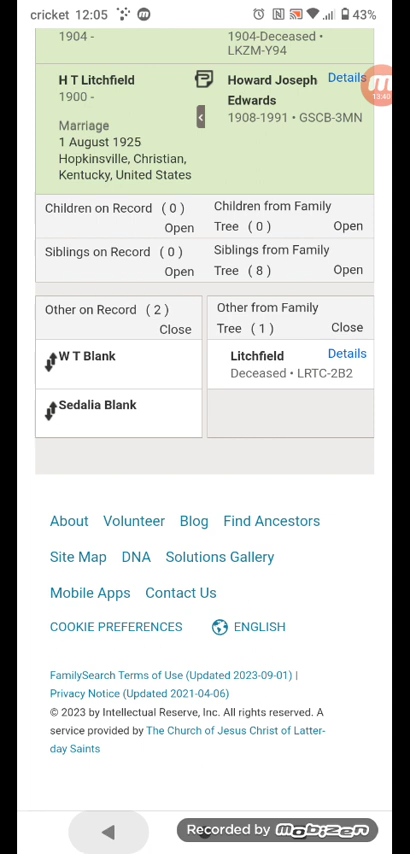 cricket 12:05 43%
1904 - 1904-Deceased •
LKZM-Y94
H T Litchfield Howard Joseph Details
1900 - Edwards
1908-1991 • GSCB-3MN
13:40
Marriage
1 August 1925
Hopkinsville, Christian,
Kentucky, United States
Children on Record ( 0 ) Children from Family
Open Tree ( 0 ) Open
Siblings on Record ( 0 ) Siblings from Family
Open Tree ( 8 ) Open
Other on Record ( 2 ) Other from Family
Close Tree ( 1 ) Close
W T Blank Litchfield Details
Deceased • LRTC-2B2
Sedalia Blank
About Volunteer Blog Find Ancestors
Site Map DNA Solutions Gallery
Mobile Apps Contact Us
COOKIE PREFERENCES ENGLISH
FamilySearch Terms of Use (Updated 2023-09-01) |
Privacy Notice (Updated 2021-04-06)
© 2023 by Intellectual Reserve, Inc. All rights reserved. A
service provided by The Church of Jesus Christ of Latter-
day Saints
Recorded by mobizen